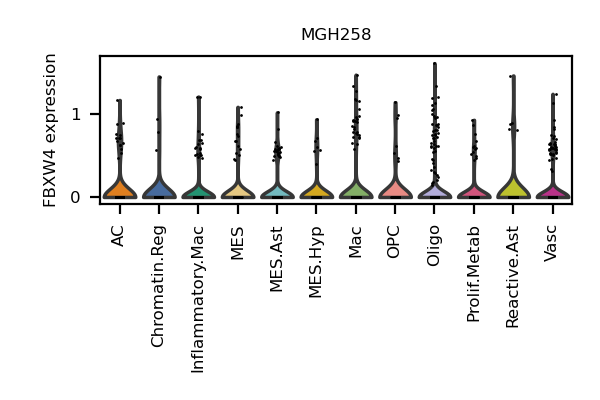 MGH258
FBXW4 expression
1
0
AC
Chromatin.Reg
Inflammatory.Mac
MES
MES.Ast
MES.Hyp
Mac
OPC
Oligo
Prolif.Metab
Reactive.Ast
Vasc